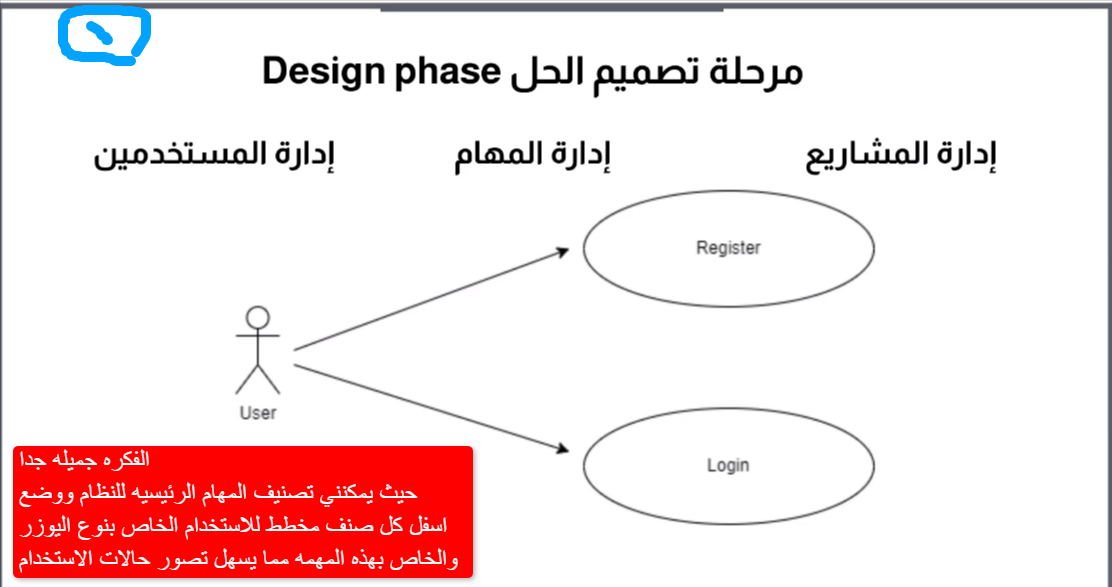 مرحلة تصميم الحل Design phase
إدارة المشاريع
إدارة المهام
إدارة المستخدمين
Register
User
Login
الفكره جميله جدا
حيث يمكنني تصنيف المهام الرئيسيه للنظام ووضع
اسفل كل صنف مخطط للاستخدام الخاص بنوع اليوزر
والخاص بهذه المهمه مما يسهل تصور حالات الاستخدام